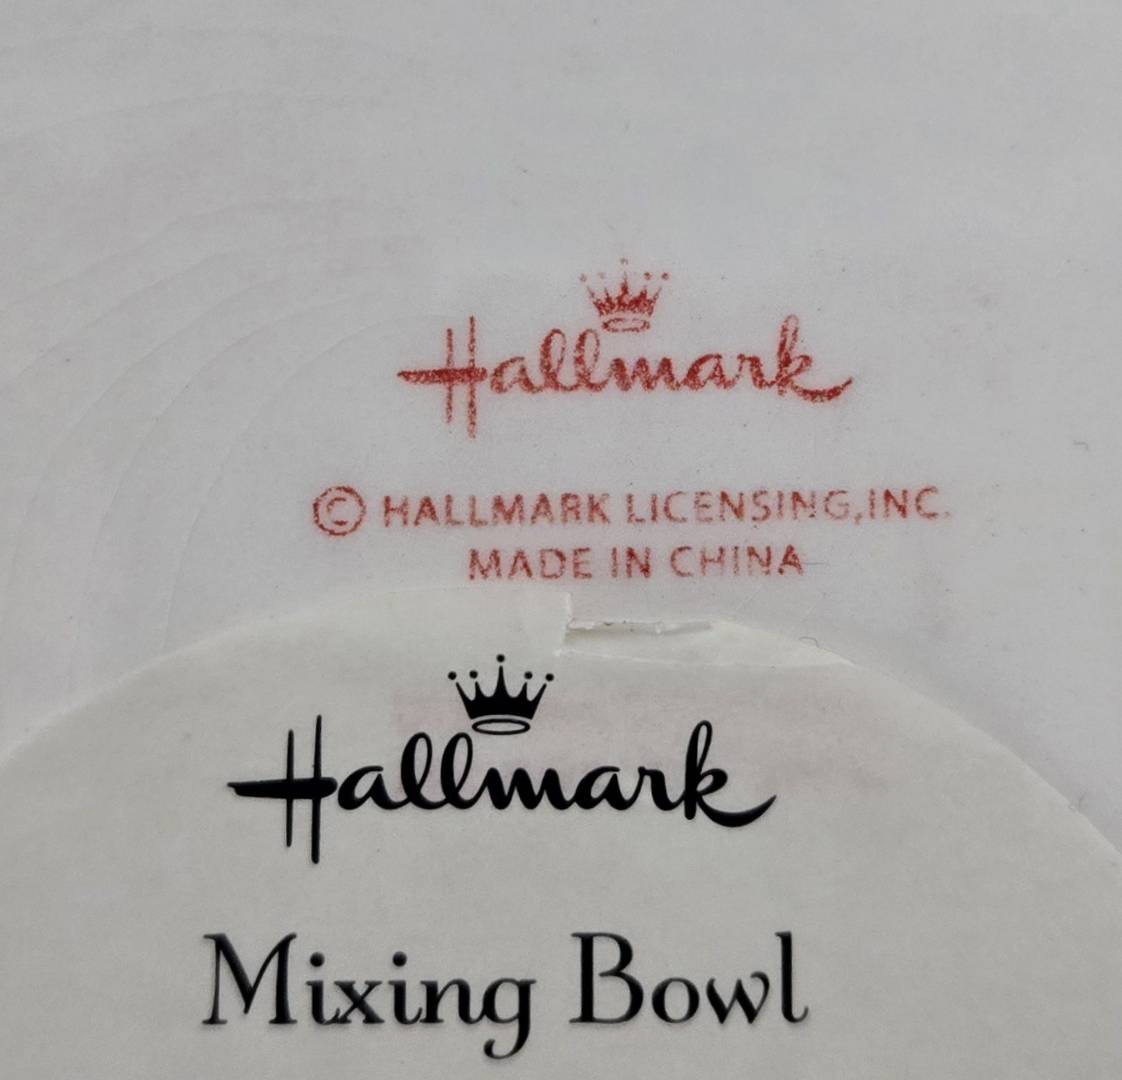 Hallmark
© HALLMARK LICENSING,INC.
MADE IN CHINA
Hallmark
Mixing Bowl